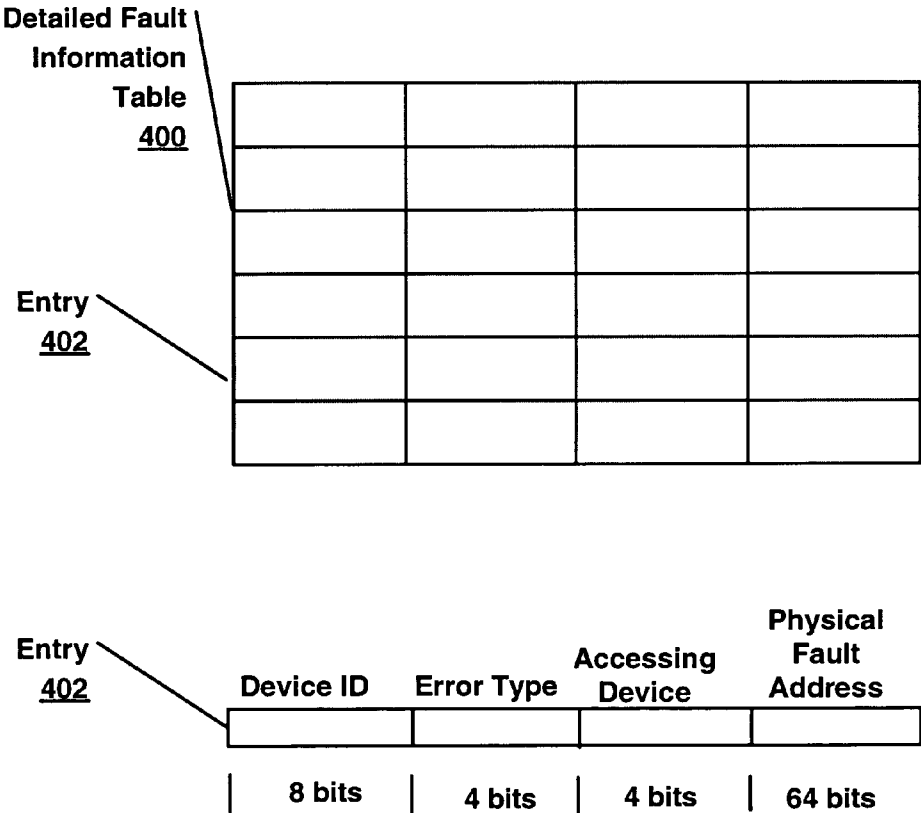 Detailed Fault
Information
Table
400
Entry
402
Entry
402
Device ID
Error Type
Accessing
Device
Physical
Fault
Address
8 bits
4 bits
4 bits
64 bits